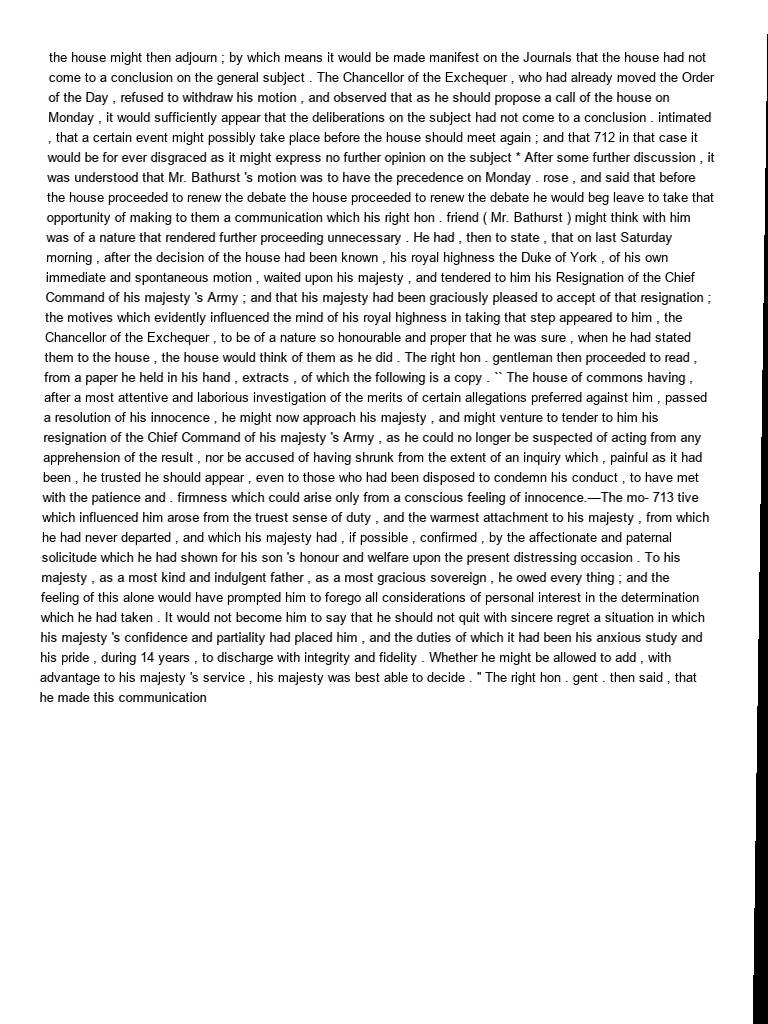 the house might then adjourn ; by which means it would be made manifest on the Journals that the house had not
come to a conclusion on the general subject . The Chancellor of the Exchequer , who had already moved the Order
of the Day , refused to withdraw his motion , and observed that as he should propose a call of the house on
Monday , it would sufficiently appear that the deliberations on the subject had not come to a conclusion . intimated
, that a certain event might possibly take place before the house should meet again ; and that 712 in that case it
would be for ever disgraced as it might express no further opinion on the subject * After some further discussion , it
was understood that Mr. Bathurst 's motion was to have the precedence on Monday . rose , and said that before
the house proceeded to renew the debate the house proceeded to renew the debate he would beg leave to take that
opportunity of making to them a communication which his right hon . friend ( Mr. Bathurst ) might think with him
was of a nature that rendered further proceeding unnecessary . He had , then to state , that on last Saturday
morning , after the decision of the house had been known , his royal highness the Duke of York , of his own
immediate and spontaneous motion , waited upon his majesty , and tendered to him his Resignation of the Chief
Command of his majesty 's Army ; and that his majesty had been graciously pleased to accept of that resignation ;
the motives which evidently influenced the mind of his royal highness in taking that step appeared to him , the
Chancellor of the Exchequer , to be of a nature so honourable and proper that he was sure , when he had stated
them to the house , the house would think of them as he did . The right hon . gentleman then proceeded to read ,
from a paper he held in his hand , extracts , of which the following is a copy . `` The house of commons having ,
after a most attentive and laborious investigation of the merits of certain allegations preferred against him , passed
a resolution of his innocence , he might now approach his majesty , and might venture to tender to him his
resignation of the Chief Command of his majesty 's Army , as he could no longer be suspected of acting from any
apprehension of the result , nor be accused of having shrunk from the extent of an inquiry which , painful as it had
been , he trusted he should appear , even to those who had been disposed to condemn his conduct , to have met
with the patience and . firmness which could arise only from a conscious feeling of innocence.—The mo- 713 tive
which influenced him arose from the truest sense of duty , and the warmest attachment to his majesty , from which
he had never departed , and which his majesty had , if possible , confirmed , by the affectionate and paternal
solicitude which he had shown for his son 's honour and welfare upon the present distressing occasion . To his
majesty , as a most kind and indulgent father , as a most gracious sovereign , he owed every thing ; and the
feeling of this alone would have prompted him to forego all considerations of personal interest in the determination
which he had taken . It would not become him to say that he should not quit with sincere regret a situation in which
his majesty 's confidence and partiality had placed him , and the duties of which it had been his anxious study and
his pride , during 14 years , to discharge with integrity and fidelity . Whether he might be allowed to add , with
advantage to his majesty 's service , his majesty was best able to decide . " The right hon . gent . then said , that
he made this communication